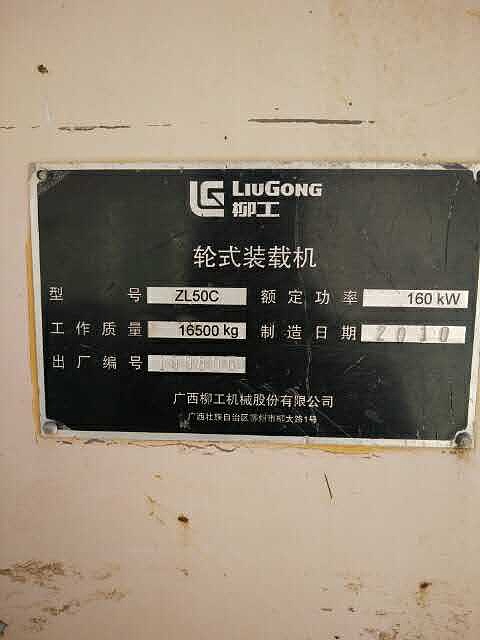 LIUGONG
柳工
轮式装载机
型号 ZL50C 额定功率 160 kW
工作质量 16500 kg 制造日期 2010
出厂编号
广西柳工机械股份有限公司
广西壮族自治区柳州市柳太路1号